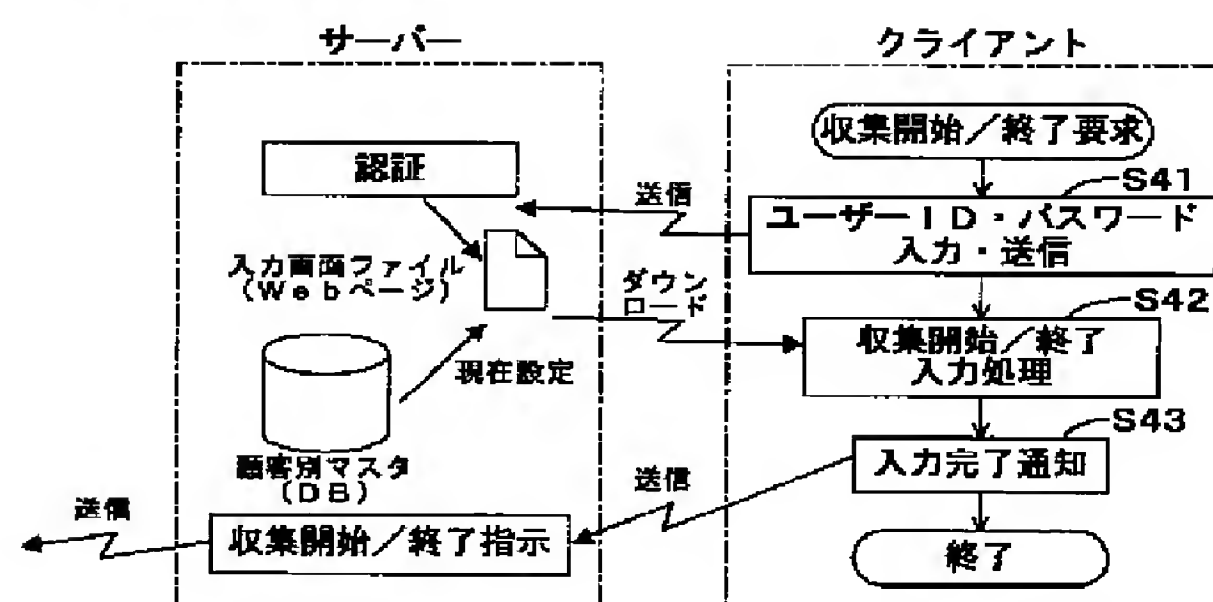 サーバー
クライアント
収集開始／終了要求
認証
送信
S41
ユーザーＩＤ・パスワード
入力・送信
入力画面ファイル
（Ｗｅｂページ）
ダウン
ロード
S42
収集開始／終了
入力処理
現在設定
S43
入力完了通知
顧客別マスタ
（ＤＢ）
送信
送信
収集開始／終了指示
終了